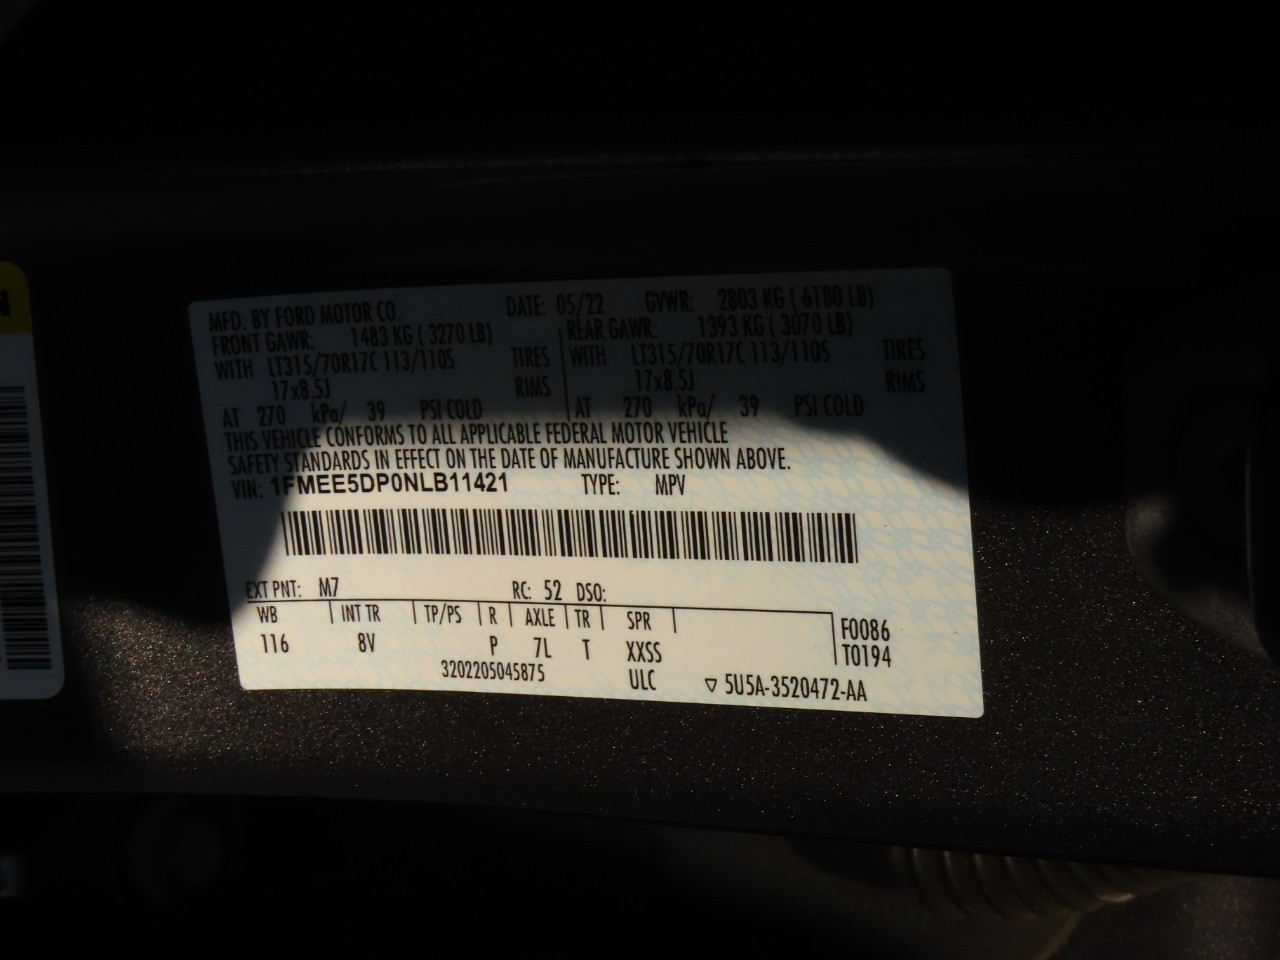 MFD. BY FORD MOTOR CO. DATE: 05/22 GVWR: 2803 KG ( 6180 LB)
FRONT GAWR: 1483 KG ( 3270 LB) REAR GAWR: 1393 KG ( 3070 LB)
WITH LT315/70R17C 113/110S TIRES WITH LT315/70R17C 113/110S TIRES
17x8.5J RIMS 17x8.5J RIMS
AT 270 kPa/ 39 PSI COLD AT 270 kPa/ 39 PSI COLD
THIS VEHICLE CONFORMS TO ALL APPLICABLE FEDERAL MOTOR VEHICLE
SAFETY STANDARDS IN EFFECT ON THE DATE OF MANUFACTURE SHOWN ABOVE.
VIN: 1FMEE5DP0NLB11421 TYPE: MPV
EXT PNT: M7 RC: 52 DSO:
WB INT TR TP/PS R AXLE TR SPR F0086
116 8V P 7L T XXSS T0194
3202205045875 ULC ▽ 5U5A-3520472-AA